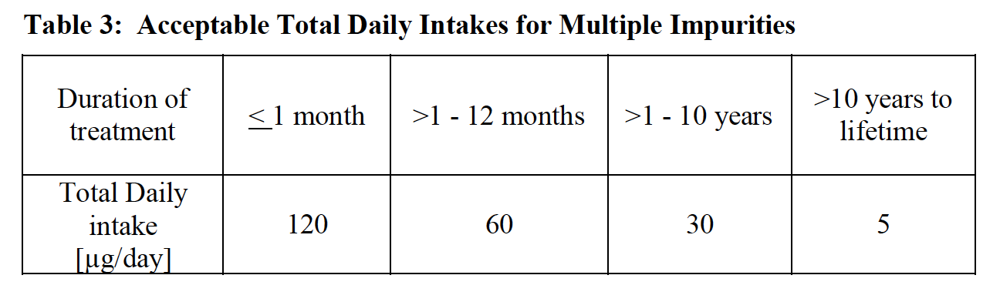 Table 3:  Acceptable Total Daily Intakes for Multiple Impurities
Duration of
treatment
≤ 1 month
>1 - 12 months
>1 - 10 years
>10 years to
lifetime
Total Daily
intake
[µg/day]
120
60
30
5